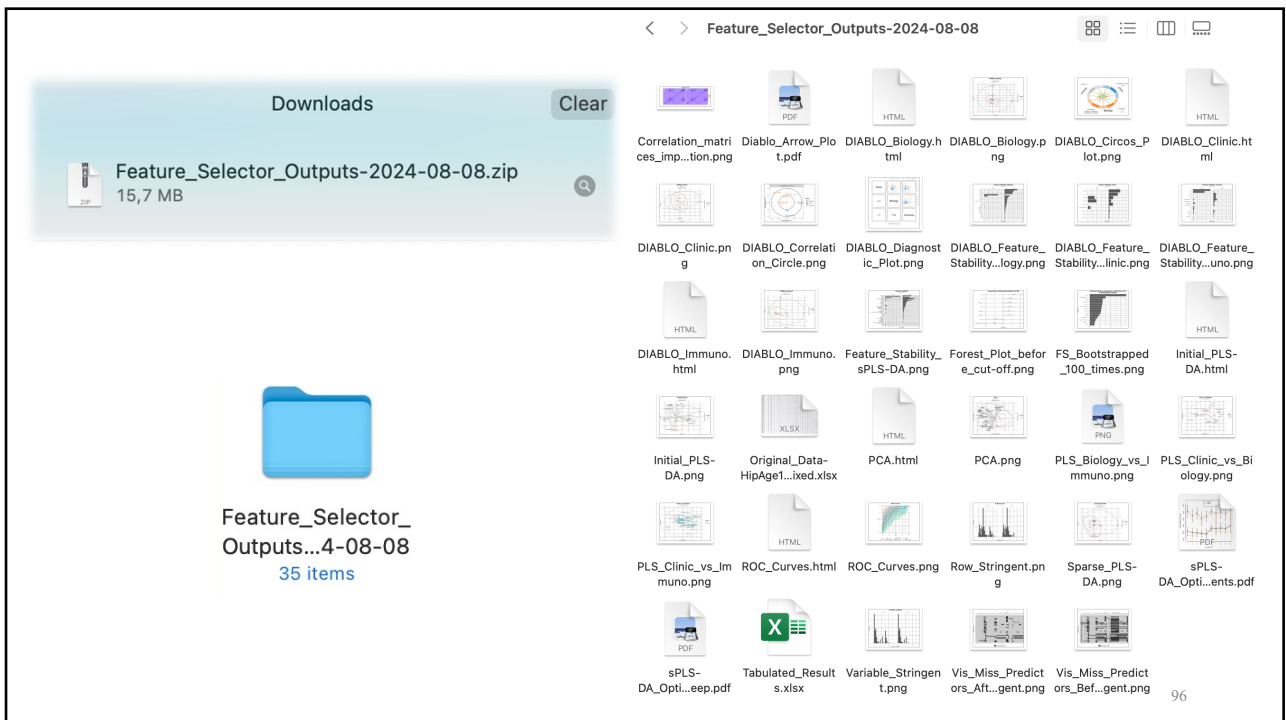 Downloads
Clear
Feature_Selector_Outputs-2024-08-08.zip
15,7 MB
ZIP
Feature_Selector_
Outputs...4-08-08
35 items
Feature_Selector_Outputs-2024-08-08
PDF
HTML
HTML
Correlation_matri
ces_imp...tion.png
Diablo_Arrow_Plo
t.pdf
DIABLO_Biology.h
tml
DIABLO_Biology.p
ng
DIABLO_Circos_P
lot.png
DIABLO_Clinic.ht
ml
DIABLO_Clinic.pn
g
DIABLO_Correlati
on_Circle.png
DIABLO_Diagnost
ic_Plot.png
DIABLO_Feature_
Stability...logy.png
DIABLO_Feature_
Stability...linic.png
DIABLO_Feature_
Stability...uno.png
HTML
HTML
DIABLO_Immuno.
html
DIABLO_Immuno.
png
Feature_Stability_
sPLS-DA.png
Forest_Plot_befor
e_cut-off.png
FS_Bootstrapped
_100_times.png
Initial_PLS-
DA.html
XLSX
HTML
PNG
Initial_PLS-
DA.png
Original_Data-
HipAge1...ixed.xlsx
PCA.html
PCA.png
PLS_Biology_vs_I
mmuno.png
PLS_Clinic_vs_Bi
ology.png
HTML
PDF
PLS_Clinic_vs_Im
muno.png
ROC_Curves.html
ROC_Curves.png
Row_Stringent.pn
g
Sparse_PLS-
DA.png
sPLS-
DA_Opti...ents.pdf
PDF
X
sPLS-
DA_Opti...eep.pdf
Tabulated_Result
s.xlsx
Variable_Stringen
t.png
Vis_Miss_Predict
ors_Aft...gent.png
Vis_Miss_Predict
ors_Bef...gent.png
96